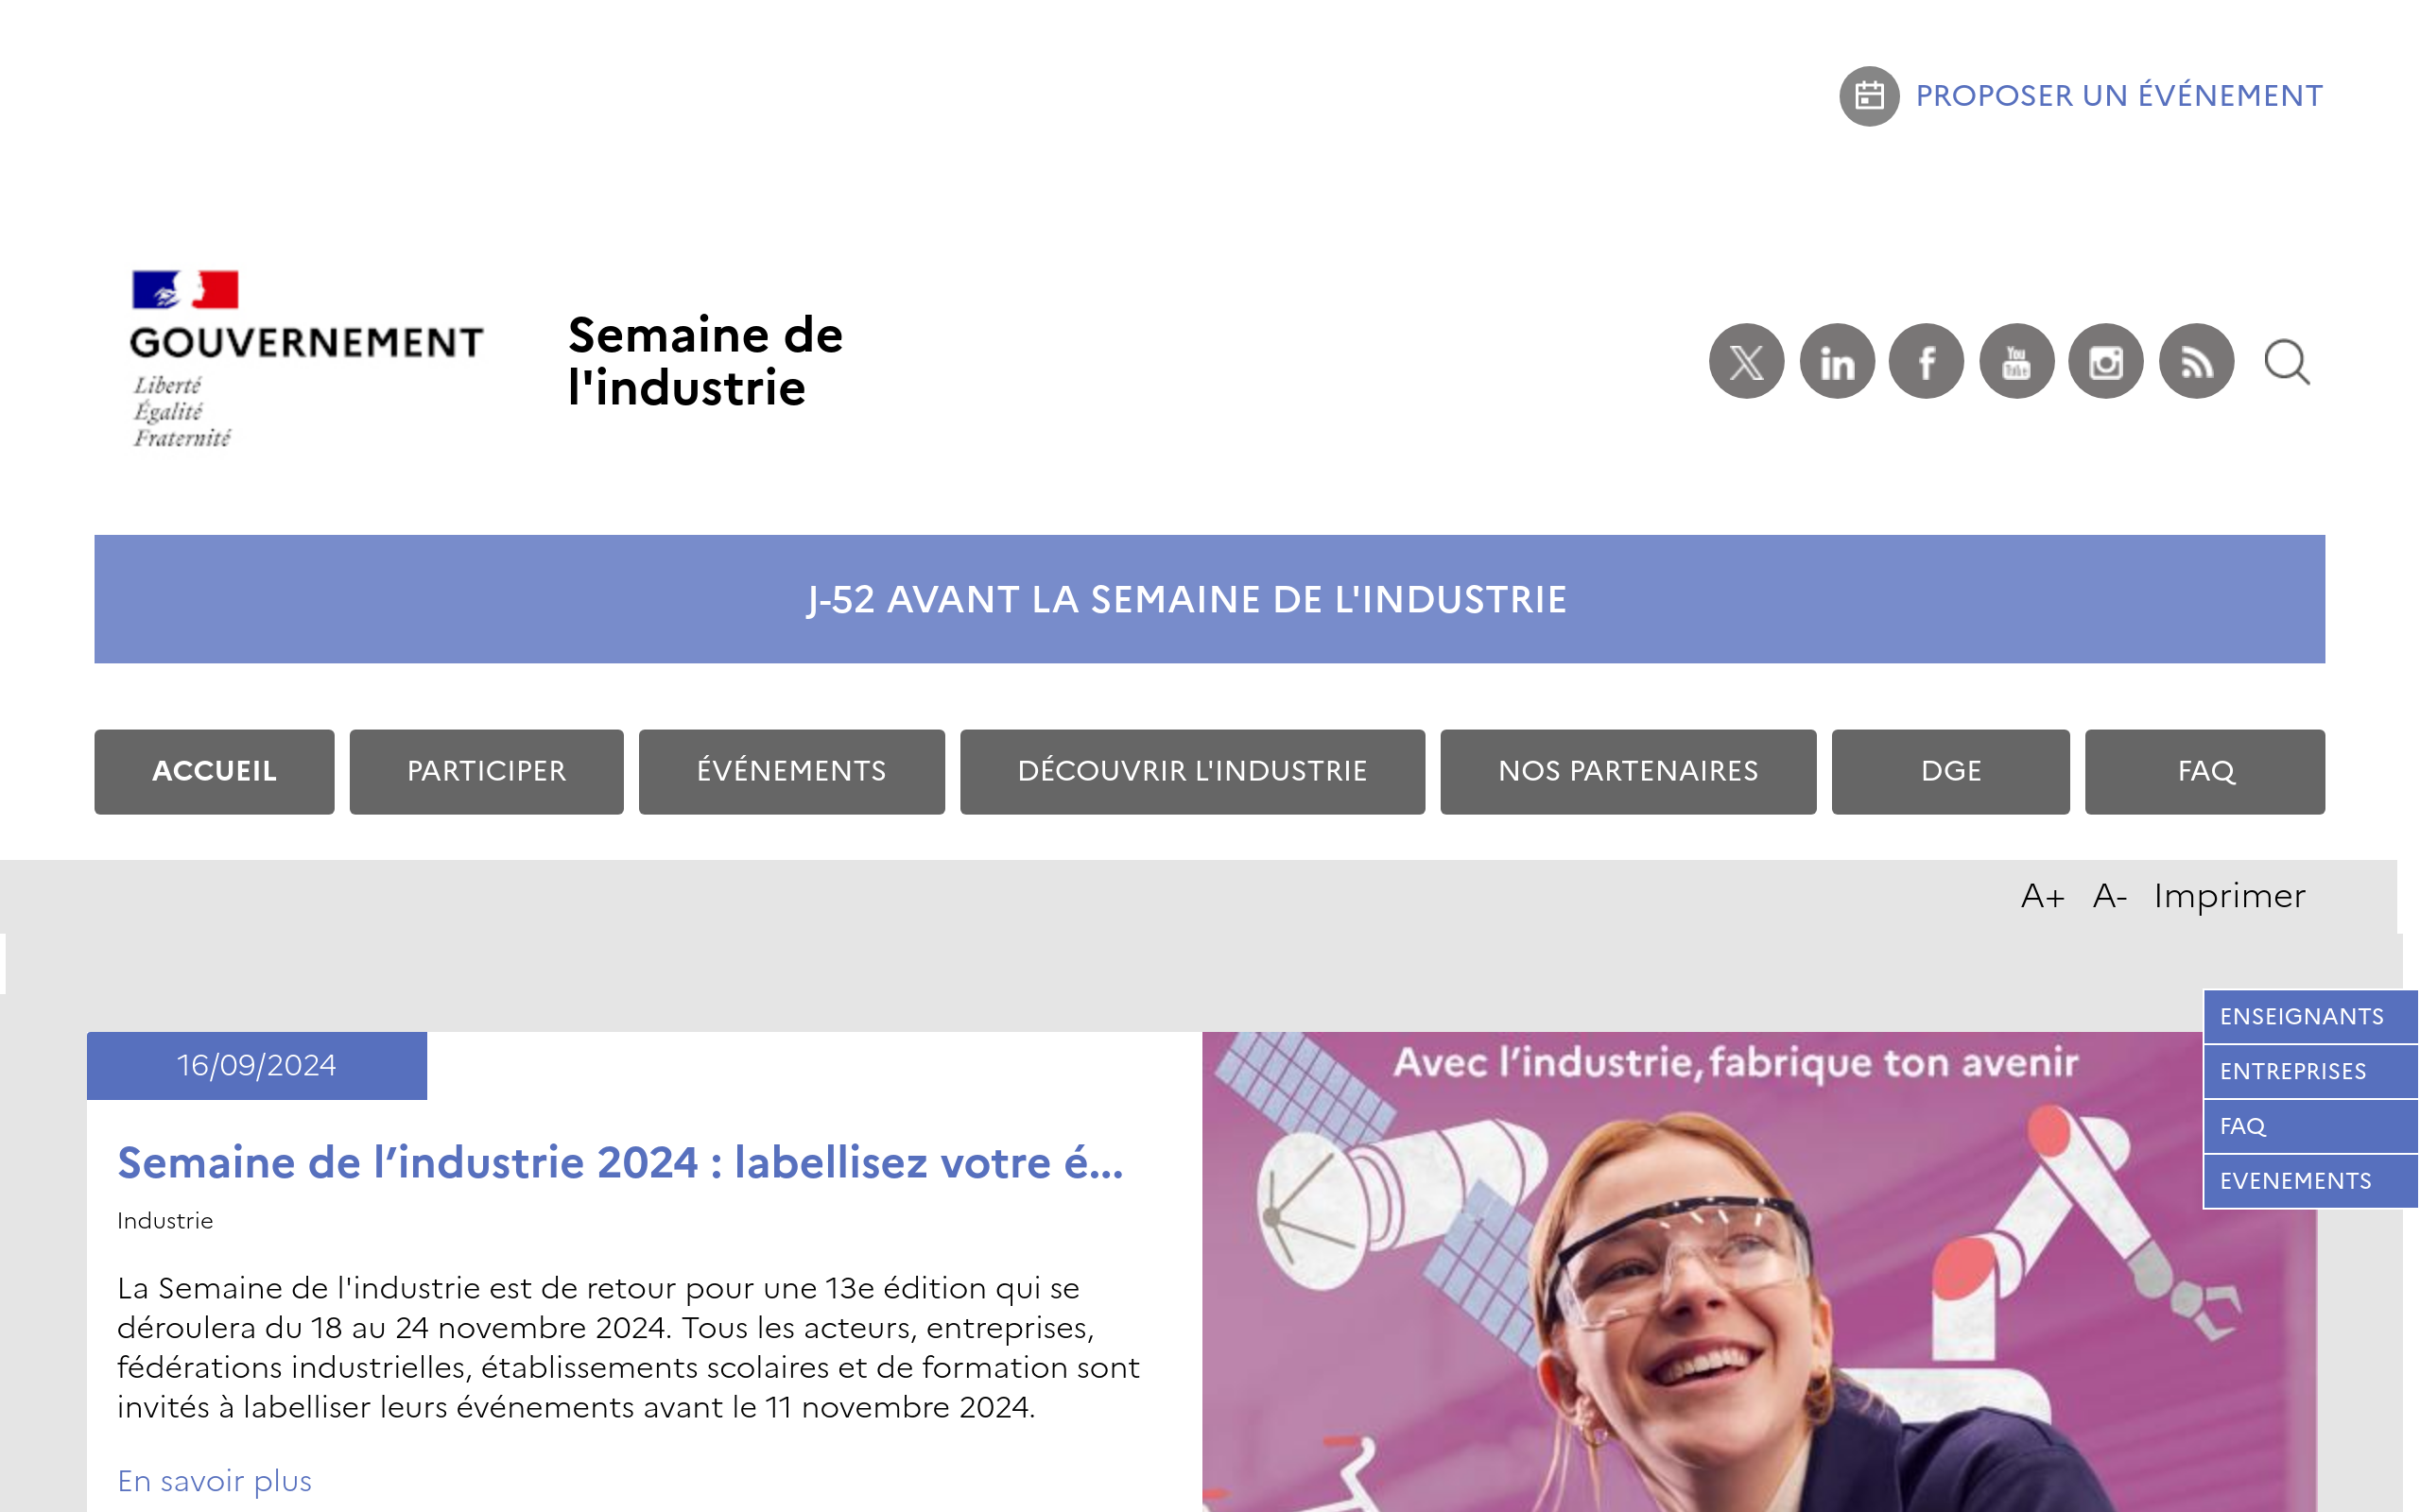 PROPOSER UN ÉVÉNEMENT
GOUVERNEMENT
Liberté
Égalité
Fraternité
Semaine de
l'industrie
You
Tube
J-52 AVANT LA SEMAINE DE L'INDUSTRIE
ACCUEIL
PARTICIPER
ÉVÉNEMENTS
DÉCOUVRIR L'INDUSTRIE
NOS PARTENAIRES
DGE
FAQ
A+ A- Imprimer
ENSEIGNANTS
ENTREPRISES
FAQ
EVENEMENTS
16/09/2024
Semaine de l’industrie 2024 : labellisez votre é...
Industrie
La Semaine de l'industrie est de retour pour une 13e édition qui se
déroulera du 18 au 24 novembre 2024. Tous les acteurs, entreprises,
fédérations industrielles, établissements scolaires et de formation sont
invités à labelliser leurs événements avant le 11 novembre 2024.
En savoir plus
Avec l’industrie, fabrique ton avenir